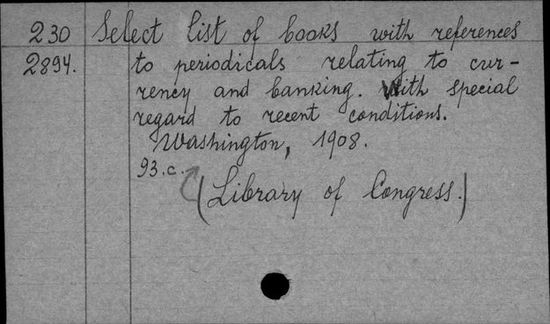 230 Select list of books with references
2894. to periodicals relating to cur-
rency and banking. With special
regard to recent conditions.
Washington, 1908.
93.c.
(Library of Congress.)